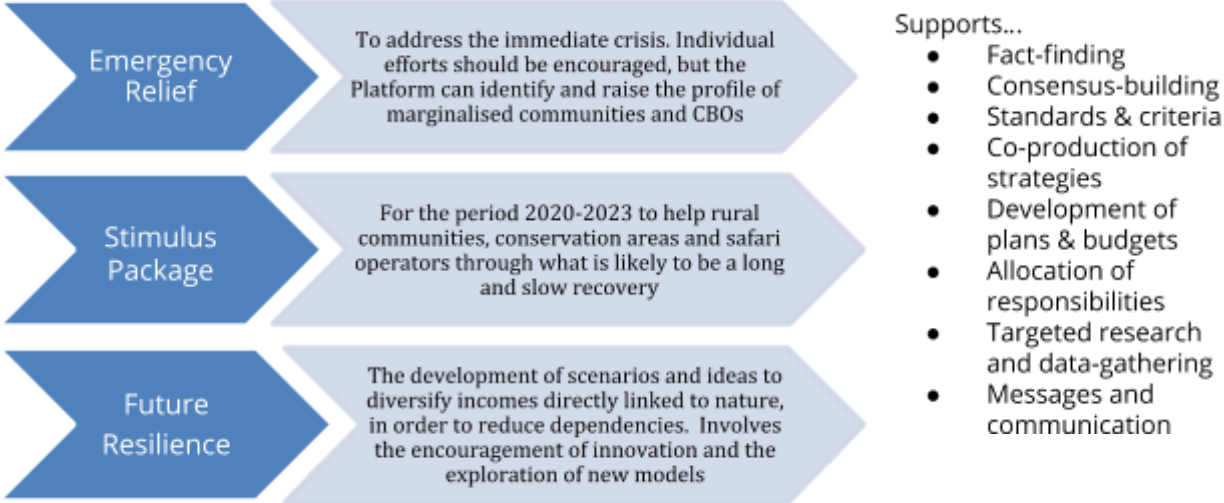 Emergency
Relief
To address the immediate crisis. Individual
efforts should be encouraged, but the
Platform can identify and raise the profile of
marginalised communities and CBOs
Stimulus
Package
For the period 2020-2023 to help rural
communities, conservation areas and safari
operators through what is likely to be a long
and slow recovery
Future
Resilience
The development of scenarios and ideas to
diversify incomes directly linked to nature,
in order to reduce dependencies.  Involves
the encouragement of innovation and the
exploration of new models
Supports...
● Fact-finding
● Consensus-building
● Standards & criteria
● Co-production of
strategies
● Development of
plans & budgets
● Allocation of
responsibilities
● Targeted research
and data-gathering
● Messages and
communication